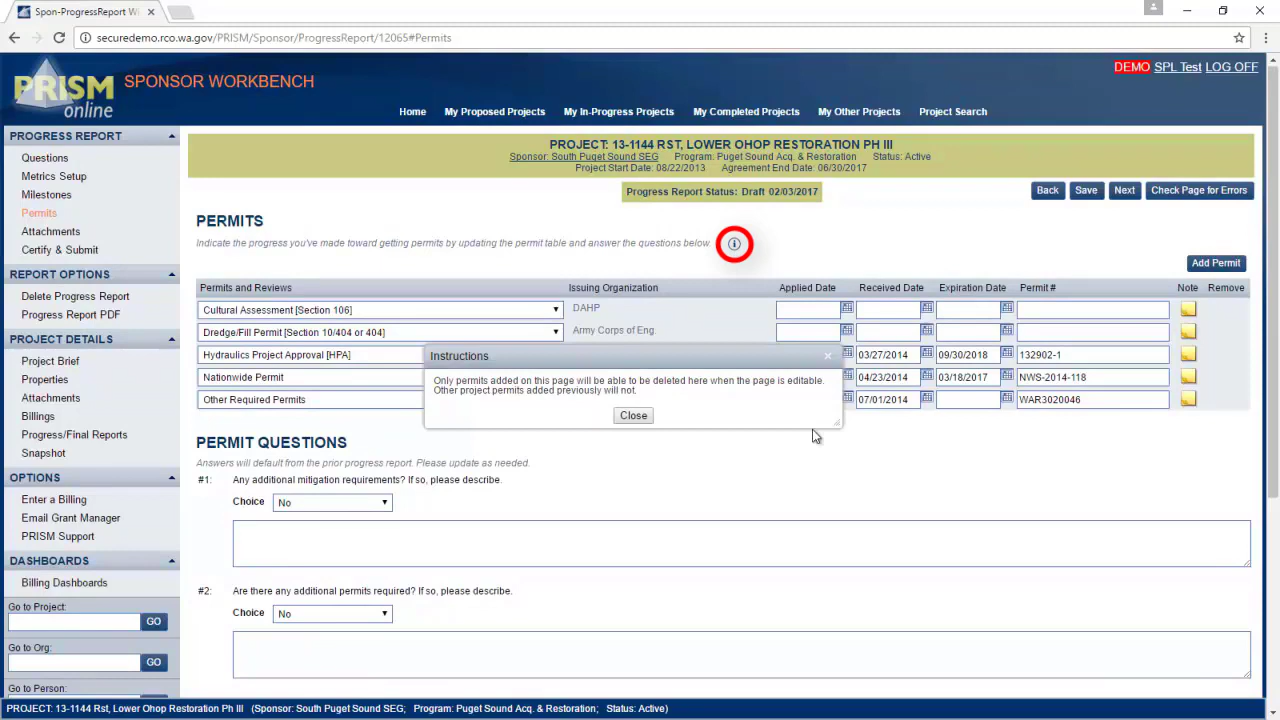 Spon-ProgressReport Wi
securedemo.rco.wa.gov/PRISM/Sponsor/ProgressReport/12065#Permits
PRISM online
SPONSOR WORKBENCH
DEMO SPL Test LOG OFF
Home My Proposed Projects My In-Progress Projects My Completed Projects My Other Projects Project Search
PROGRESS REPORT
Questions
Metrics Setup
Milestones
Permits
Attachments
Certify & Submit
REPORT OPTIONS
Delete Progress Report
Progress Report PDF
PROJECT DETAILS
Project Brief
Properties
Attachments
Billings
Progress/Final Reports
Snapshot
OPTIONS
Enter a Billing
Email Grant Manager
PRISM Support
DASHBOARDS
Billing Dashboards
Go to Project:
GO
Go to Org:
GO
Go to Person:
PROJECT: 13-1144 RST, LOWER OHOP RESTORATION PH III
Sponsor: South Puget Sound SEG Program: Puget Sound Acq. & Restoration Status: Active
Project Start Date: 08/22/2013 Agreement End Date: 06/30/2017
Progress Report Status: Draft 02/03/2017
Back Save Next Check Page for Errors
PERMITS
Indicate the progress you've made toward getting permits by updating the permit table and answer the questions below.
Add Permit
Permits and Reviews Issuing Organization Applied Date Received Date Expiration Date Permit # Note Remove
Cultural Assessment [Section 106] DAHP
Dredge/Fill Permit [Section 10/404 or 404] Army Corps of Eng.
Hydraulics Project Approval [HPA] 03/27/2014 09/30/2018 132902-1
Nationwide Permit 04/23/2014 03/18/2017 NWS-2014-118
Other Required Permits 07/01/2014 WAR3020046
Instructions
Only permits added on this page will be able to be deleted here when the page is editable.
Other project permits added previously will not.
Close
PERMIT QUESTIONS
Answers will default from the prior progress report. Please update as needed.
#1: Any additional mitigation requirements? If so, please describe.
Choice No
#2: Are there any additional permits required? If so, please describe.
Choice No
PROJECT: 13-1144 Rst, Lower Ohop Restoration Ph III (Sponsor: South Puget Sound SEG; Program: Puget Sound Acq. & Restoration; Status: Active)